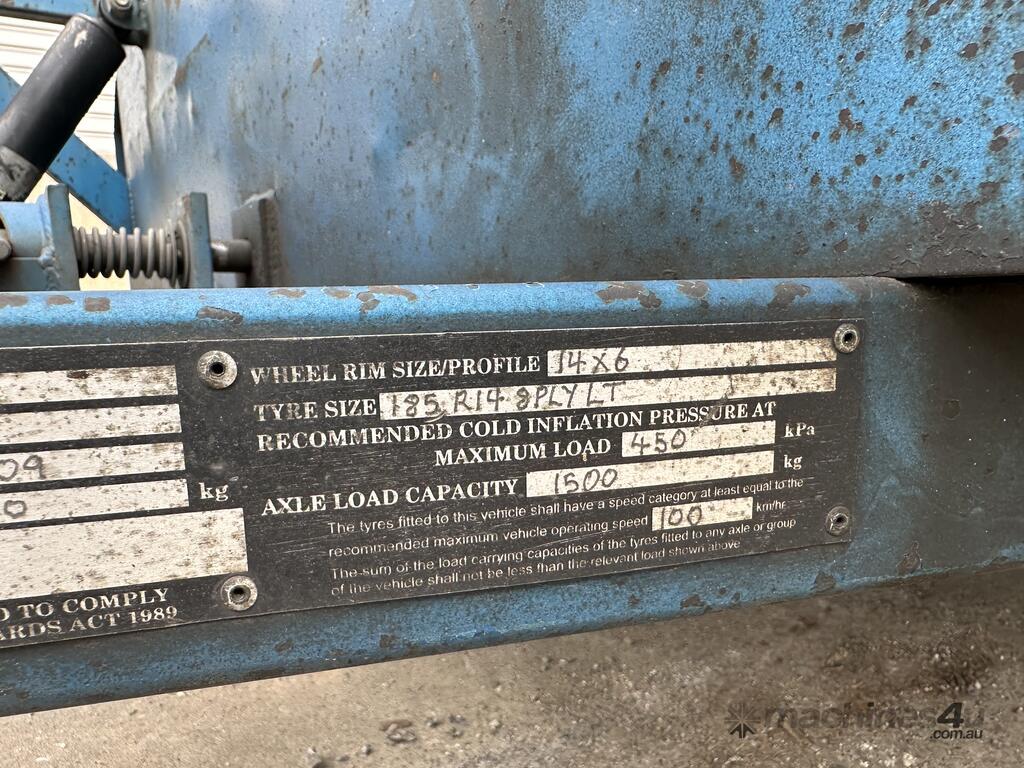 09
0 kg
D TO COMPLY
ARDS ACT 1989
WHEEL RIM SIZE/PROFILE 14X6
TYRE SIZE 185 R14 8PLY LT
RECOMMENDED COLD INFLATION PRESSURE AT
MAXIMUM LOAD 450 kPa
AXLE LOAD CAPACITY 1500 kg
The tyres fitted to this vehicle shall have a speed category at least equal to the
recommended maximum vehicle operating speed 100 km/hr
The sum of the load carrying capacities of the tyres fitted to any axle or group
of the vehicle shall not be less than the relevant load shown above
machines4u
.com.au